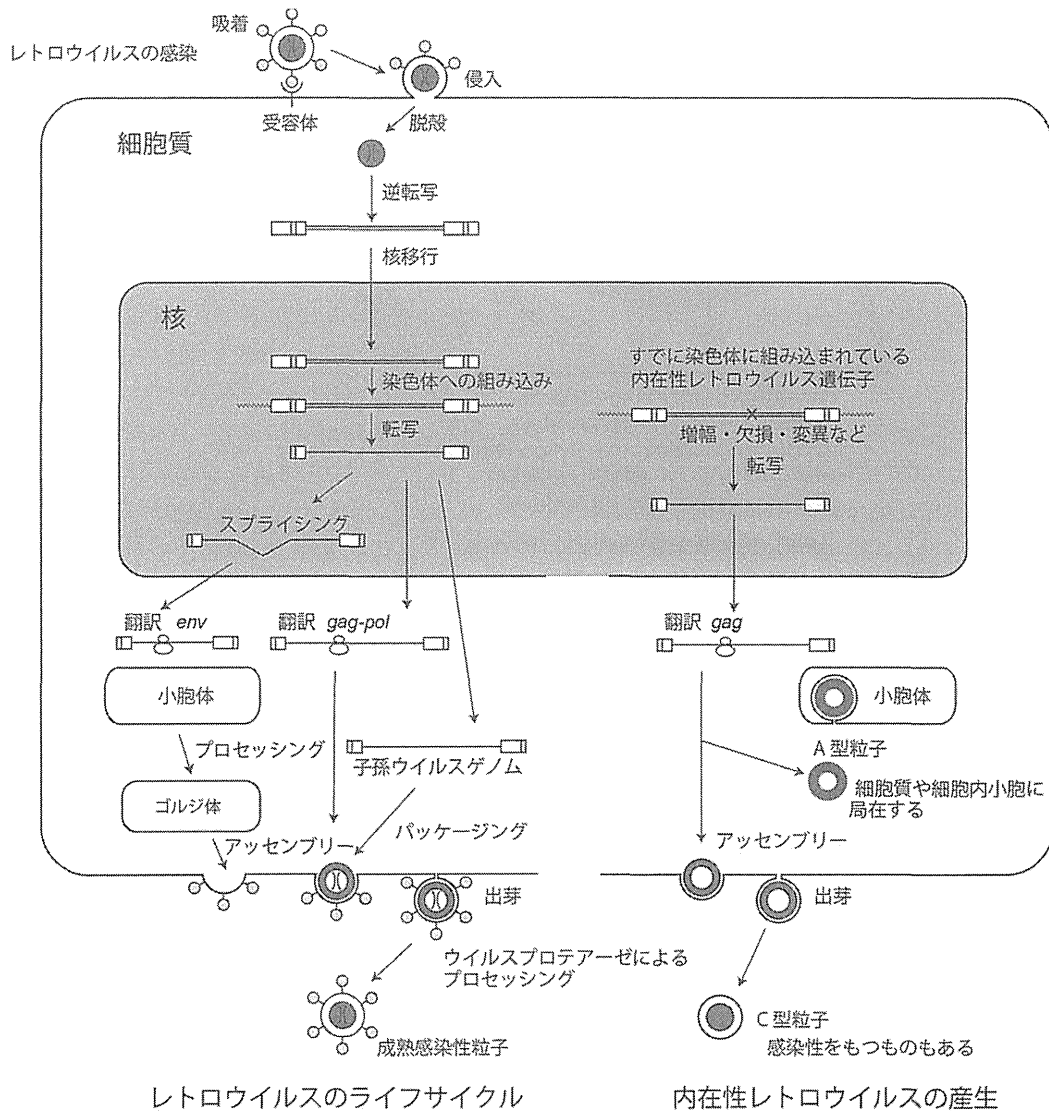 吸着
レトロウイルスの感染
侵入
受容体
脱殻
細胞質
逆転写
核移行
核
染色体への組み込み
転写
スプライシング
すでに染色体に組み込まれている
内在性レトロウイルス遺伝子
増幅・欠損・変異など
転写
翻訳 env
翻訳 gag-pol
翻訳 gag
小胞体
小胞体
プロセッシング
子孫ウイルスゲノム
A型粒子
細胞質や細胞内小胞に
局在する
ゴルジ体
パッケージング
アッセンブリー
アッセンブリー
出芽
出芽
ウイルスプロテアーゼによる
プロセッシング
成熟感染性粒子
C型粒子
感染性をもつものもある
レトロウイルスのライフサイクル
内在性レトロウイルスの産生